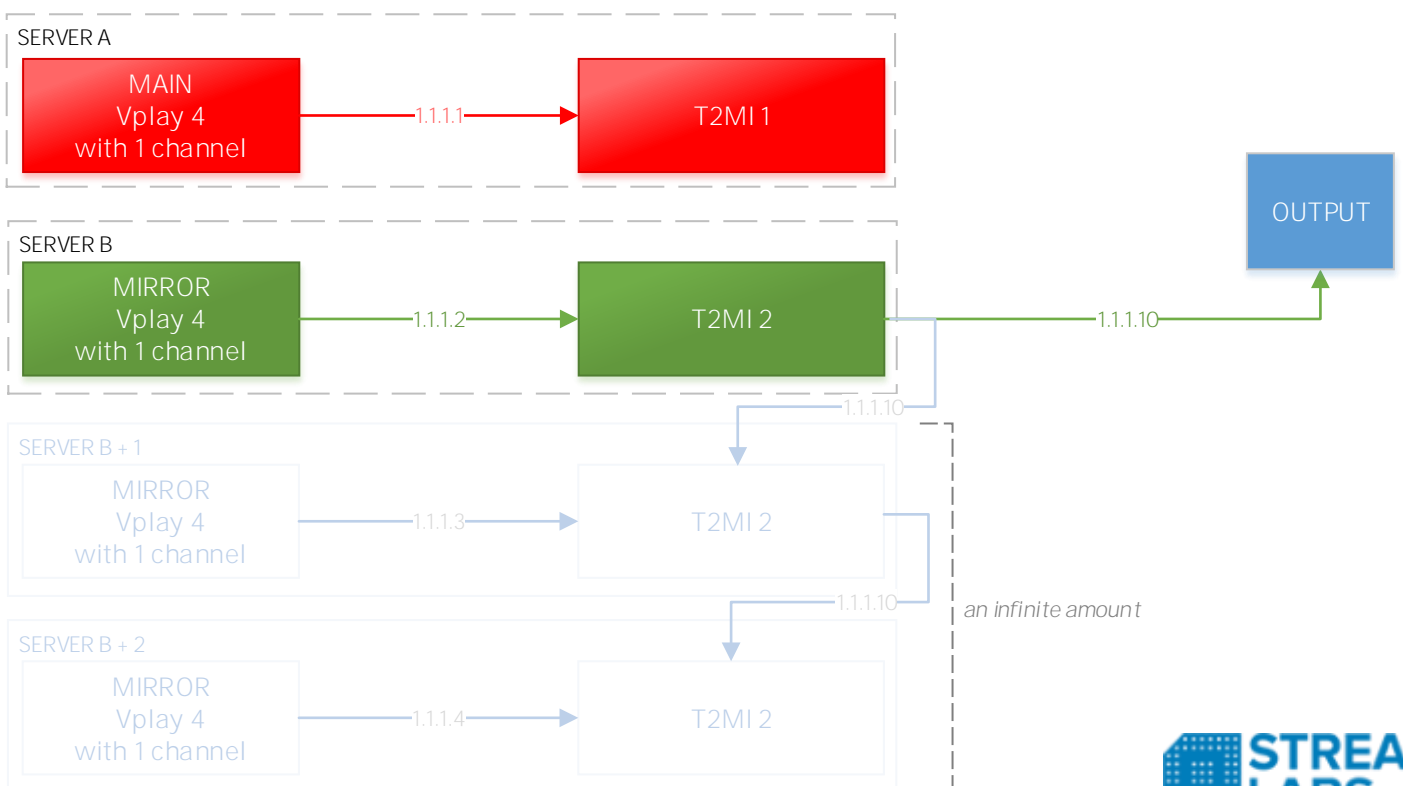 SERVER A
MAIN
Vplay 4
with 1 channel
1.1.1.1
T2MI 1
OUTPUT
SERVER B
MIRROR
Vplay 4
with 1 channel
1.1.1.2
T2MI 2
1.1.1.10
1.1.1.10
SERVER B + 1
MIRROR
Vplay 4
with 1 channel
1.1.1.3
T2MI 2
1.1.1.10
an infinite amount
SERVER B + 2
MIRROR
Vplay 4
with 1 channel
1.1.1.4
T2MI 2
STREA
LABS